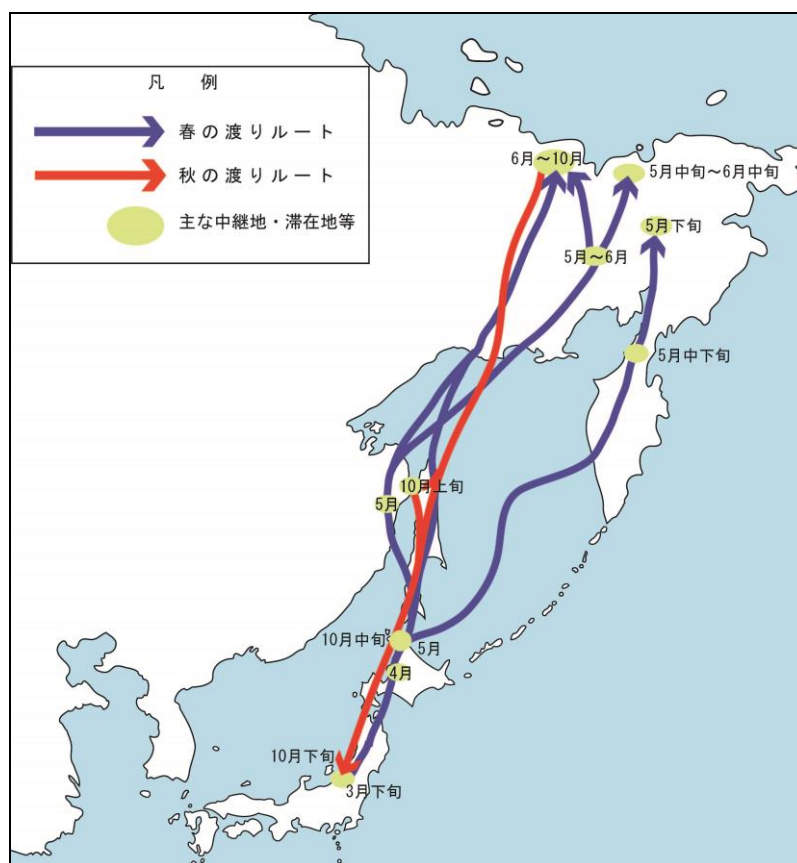 凡　例
春の渡りルート
秋の渡りルート
主な中継地・滞在地等
6月～10月
5月中旬～6月中旬
5月下旬
5月～6月
5月中下旬
10月上旬
5月
10月中旬
5月
4月
10月下旬
3月下旬